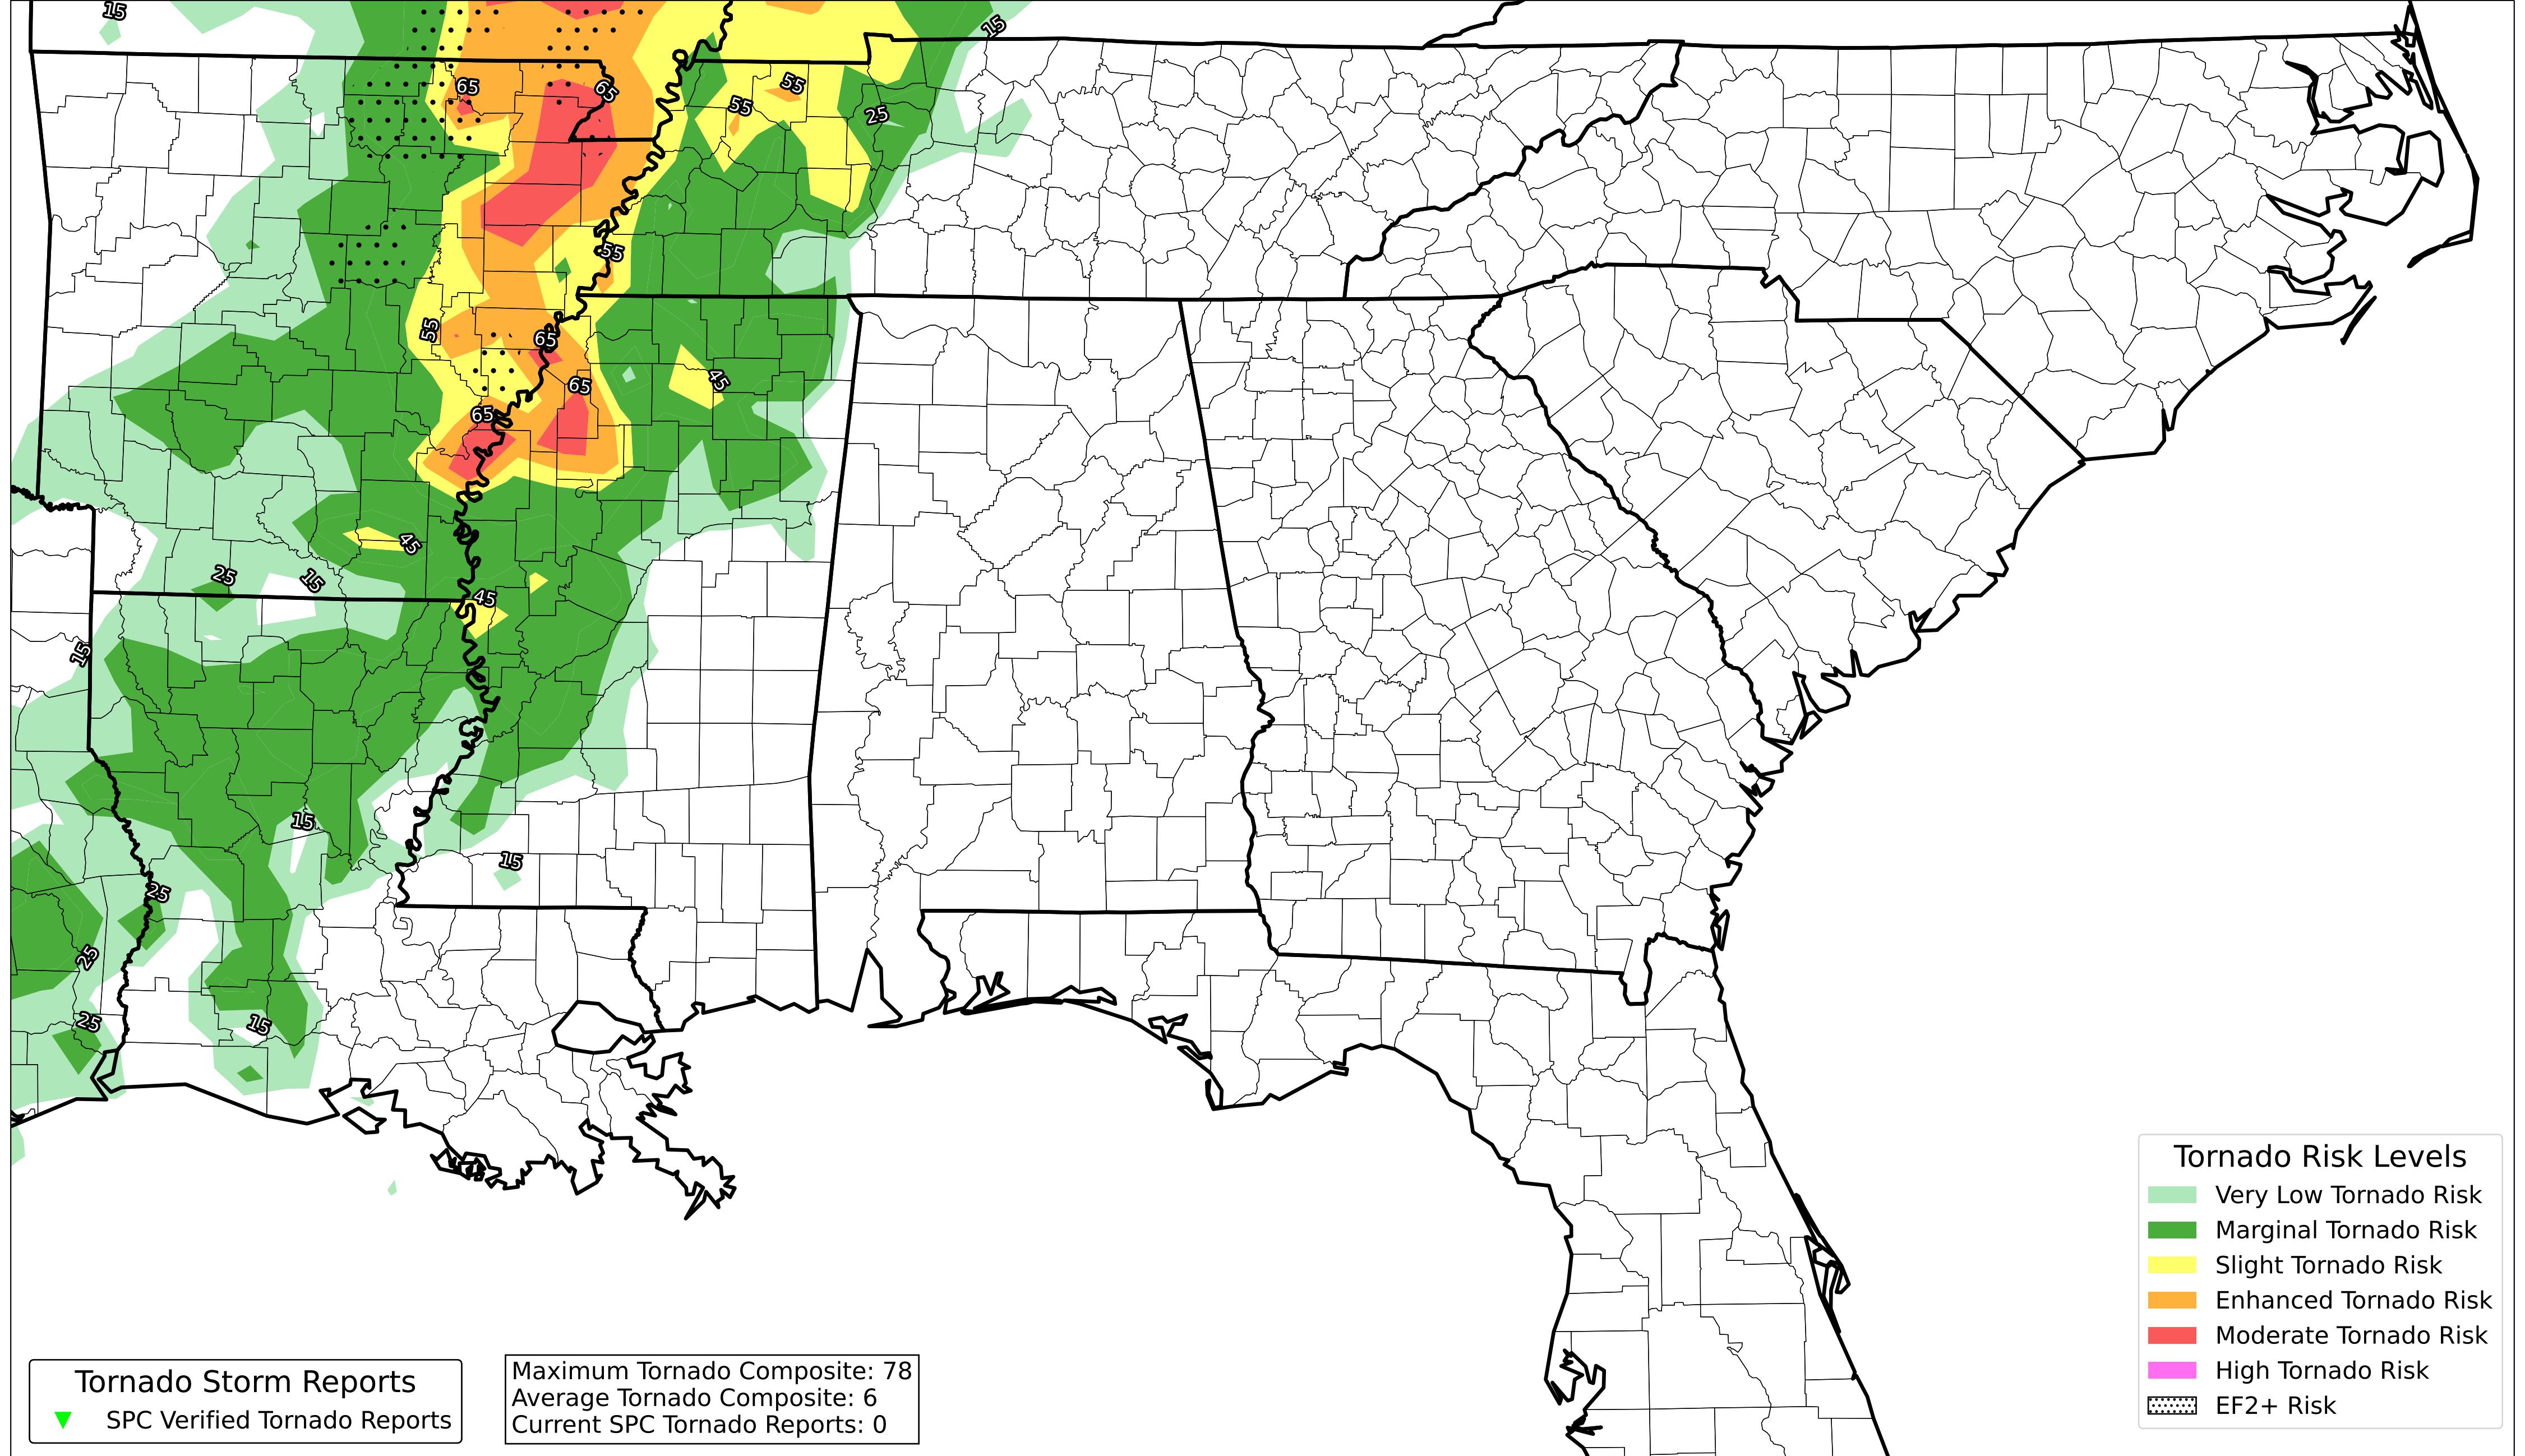 15
15
65
65
55
55
25
55
55
65
65
45
65
45
25
15
45
15
15
15
25
25
25
15
Tornado Risk Levels
Very Low Tornado Risk
Marginal Tornado Risk
Slight Tornado Risk
Enhanced Tornado Risk
Moderate Tornado Risk
High Tornado Risk
EF2+ Risk
Tornado Storm Reports
SPC Verified Tornado Reports
Maximum Tornado Composite: 78
Average Tornado Composite: 6
Current SPC Tornado Reports: 0